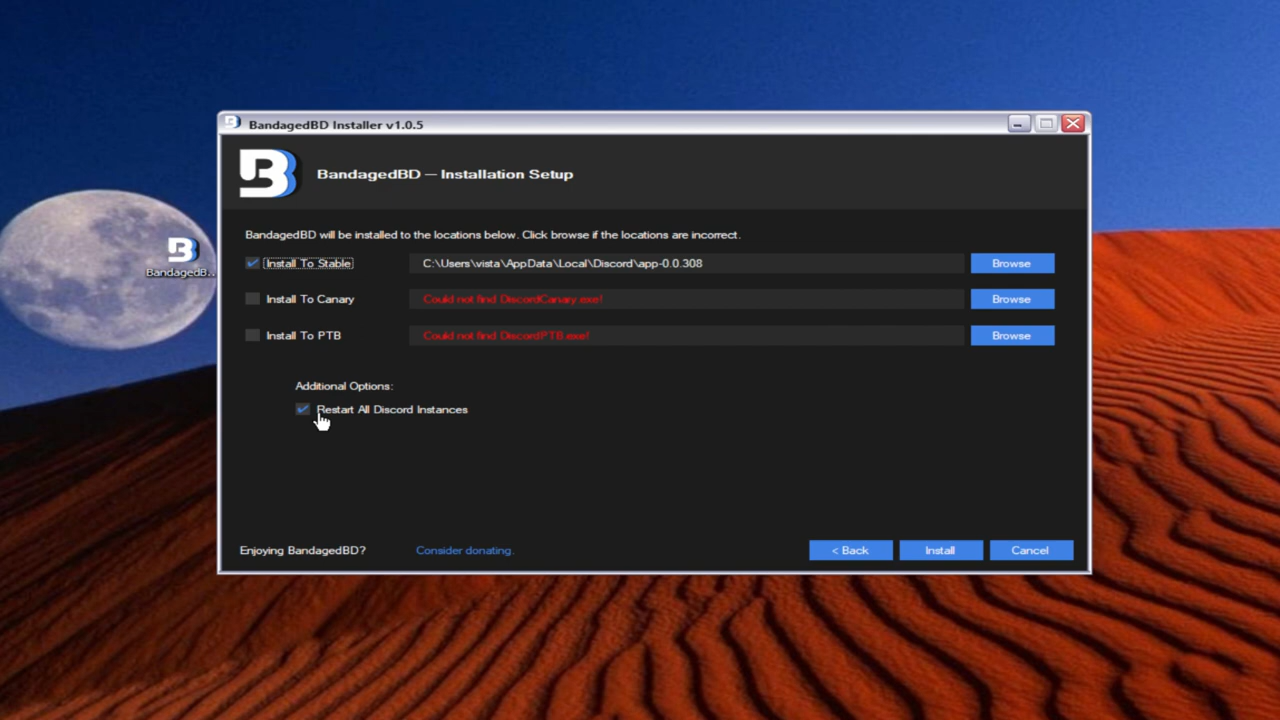 BandagedBD Installer v1.0.5
BandagedBD — Installation Setup
BandagedBD will be installed to the locations below. Click browse if the locations are incorrect.
Install To Stable C:\Users\vista\AppData\Local\Discord\app-0.0.308 Browse
Install To Canary Could not find DiscordCanary.exe! Browse
Install To PTB Could not find DiscordPTB.exe! Browse
BandagedB...
Additional Options:
Restart All Discord Instances
Enjoying BandagedBD? Consider donating. < Back Install Cancel